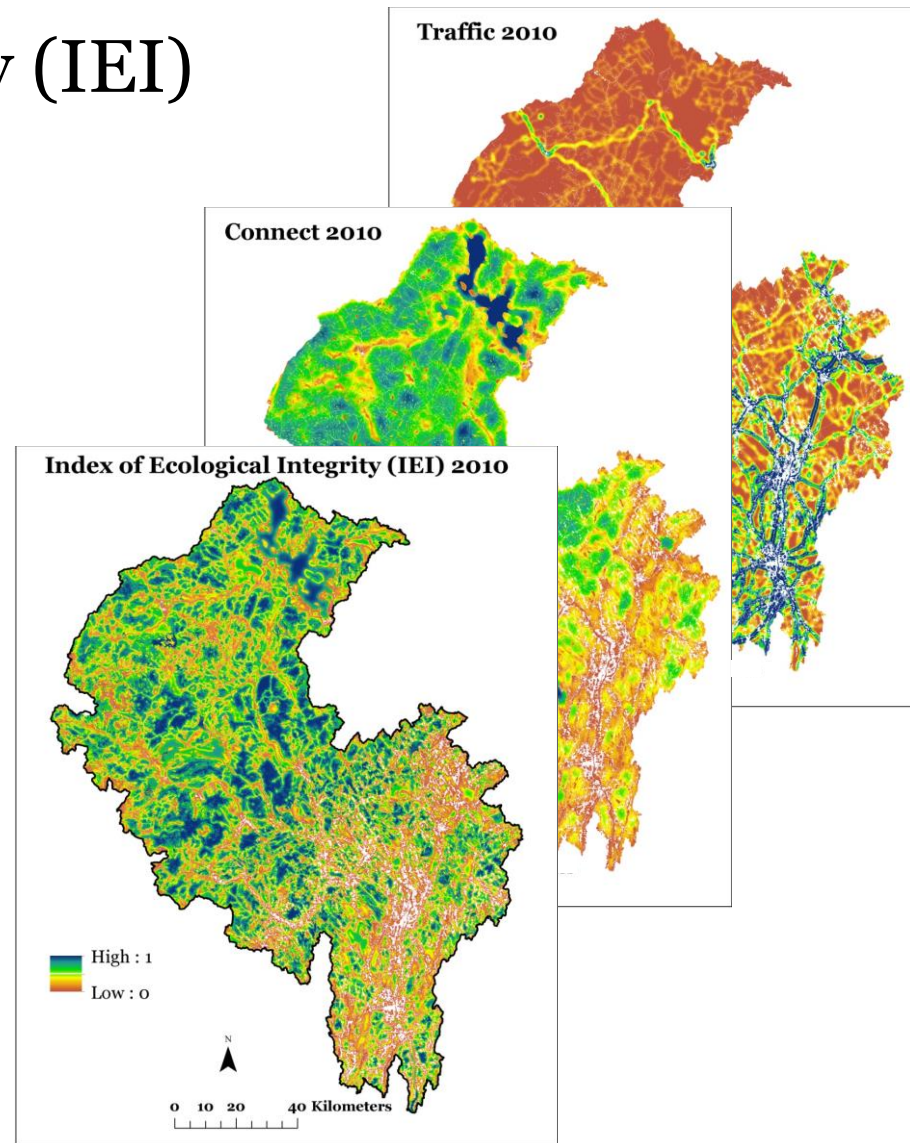 (IEI)
Traffic 2010
Connect 2010
Index of Ecological Integrity (IEI) 2010
High : 1
Low : 0
N
0 10 20 40 Kilometers